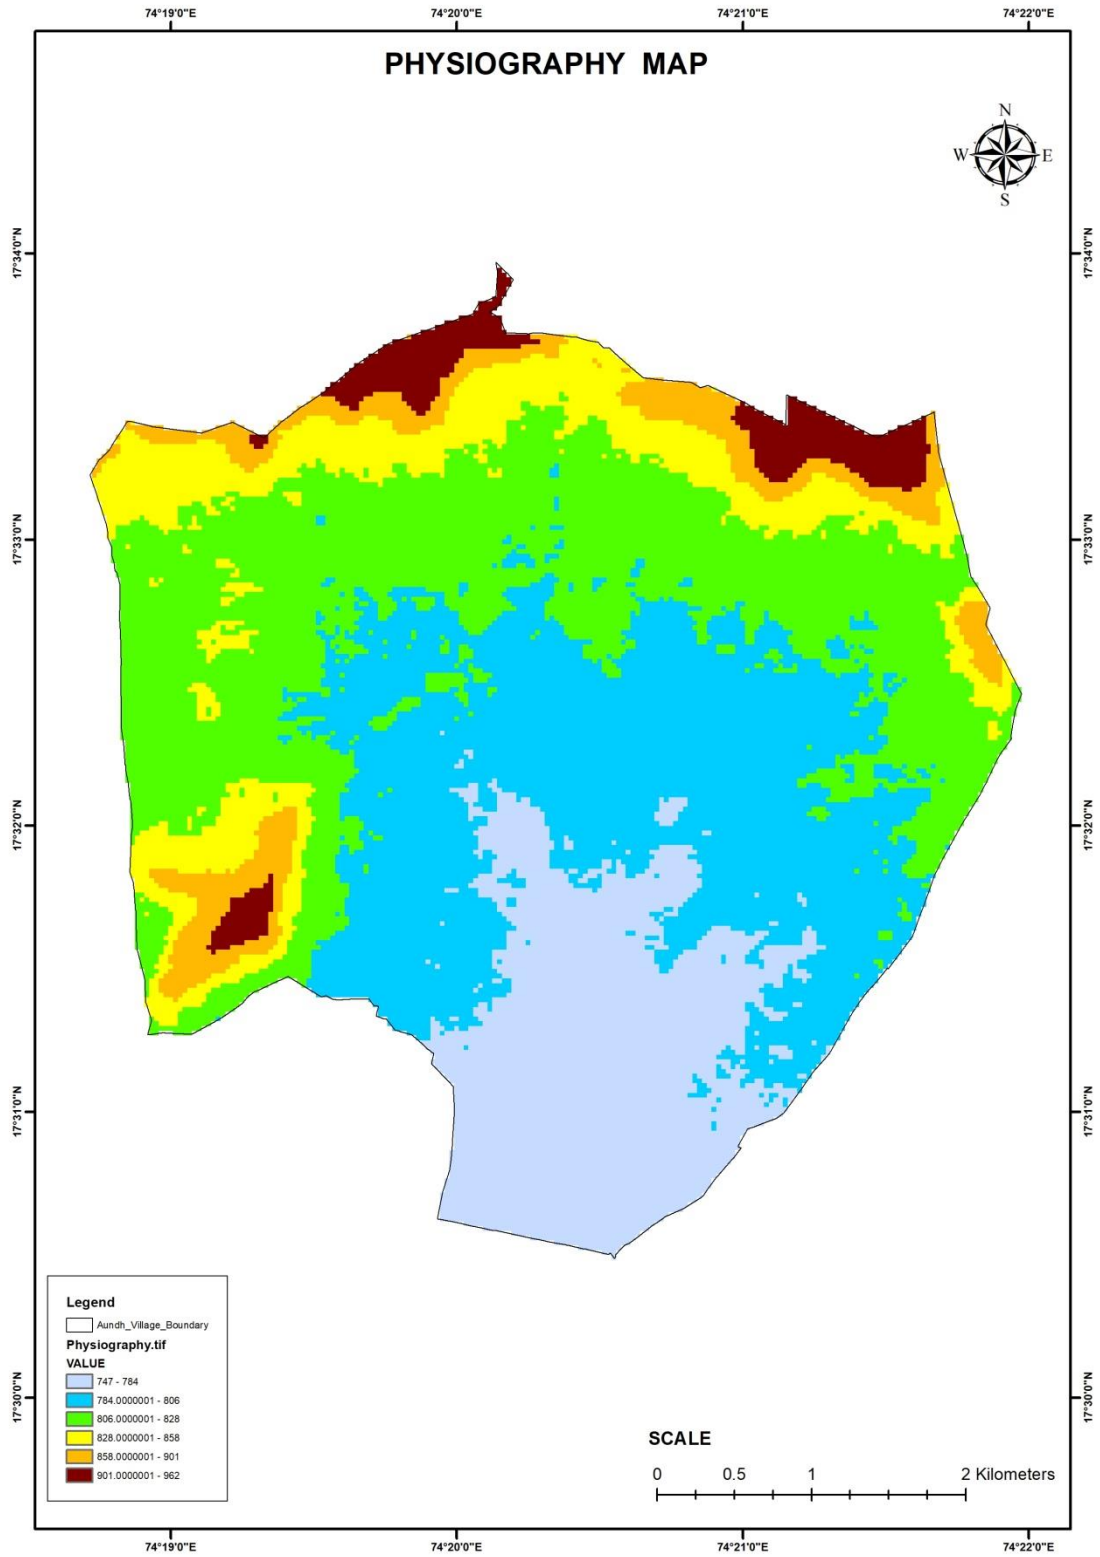 74°19'0"E 74°20'0"E 74°21'0"E 74°22'0"E
PHYSIOGRAPHY MAP
N
W E
S
17°34'0"N 17°34'0"N
17°33'0"N 17°33'0"N
17°32'0"N 17°32'0"N
17°31'0"N 17°31'0"N
17°30'0"N 17°30'0"N
Legend
Aundh_Village_Boundary
Physiography.tif
VALUE
747 - 784
784.0000001 - 806
806.0000001 - 828
828.0000001 - 858
858.0000001 - 901
901.0000001 - 962
SCALE
0 0.5 1 2 Kilometers
74°19'0"E 74°20'0"E 74°21'0"E 74°22'0"E